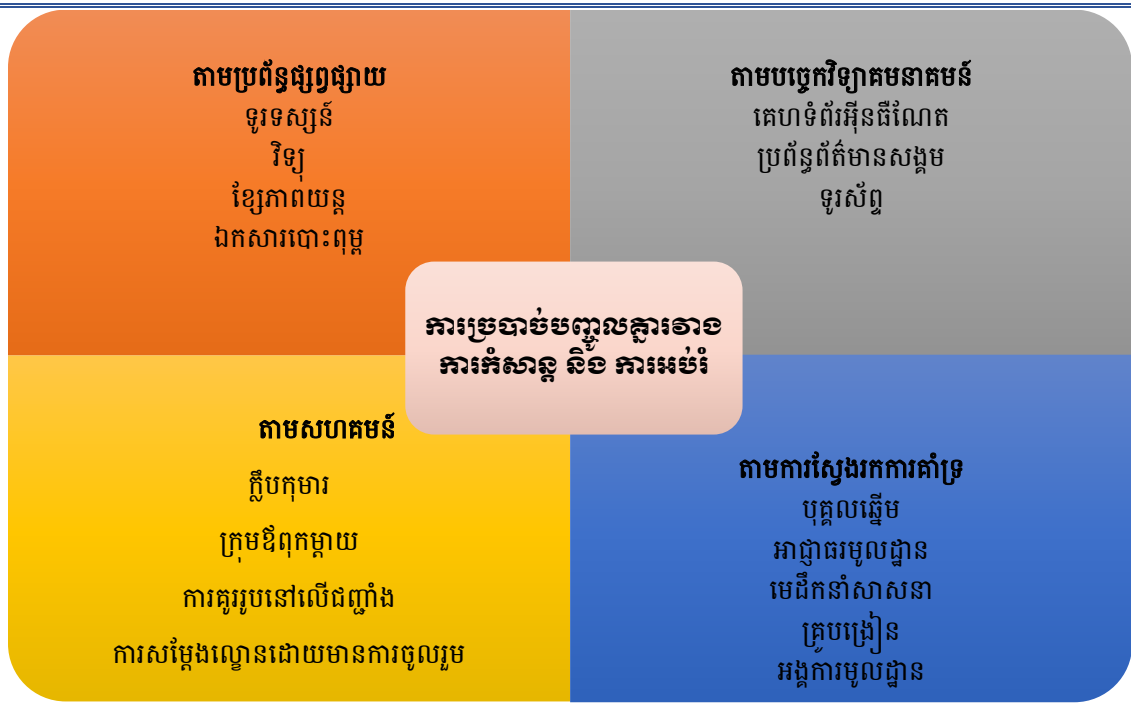 តាមប្រព័ន្ធផ្សព្វផ្សាយ
ទូរទស្សន៍
វិទ្យុ
ខ្សែភាពយន្ត
ឯកសារបោះពុម្ព
តាមបច្ចេកវិទ្យាគមនាគមន៍
គេហទំព័រអ៊ីនធឺណែត
ប្រព័ន្ធព័ត៌មានសង្គម
ទូរស័ព្ទ
ការច្របាច់បញ្ចូលគ្នារវាង
ការកំសាន្ត និង ការអប់រំ
តាមសហគមន៍
ក្លឹបកុមារ
ក្រុមឪពុកម្តាយ
ការគូររូបនៅលើជញ្ជាំង
ការសម្តែងល្ខោនដោយមានការចូលរួម
តាមការស្វែងរកការគាំទ្រ
បុគ្គលឆ្នើម
អាជ្ញាធរមូលដ្ឋាន
មេដឹកនាំសាសនា
គ្រូបង្រៀន
អង្គការមូលដ្ឋាន